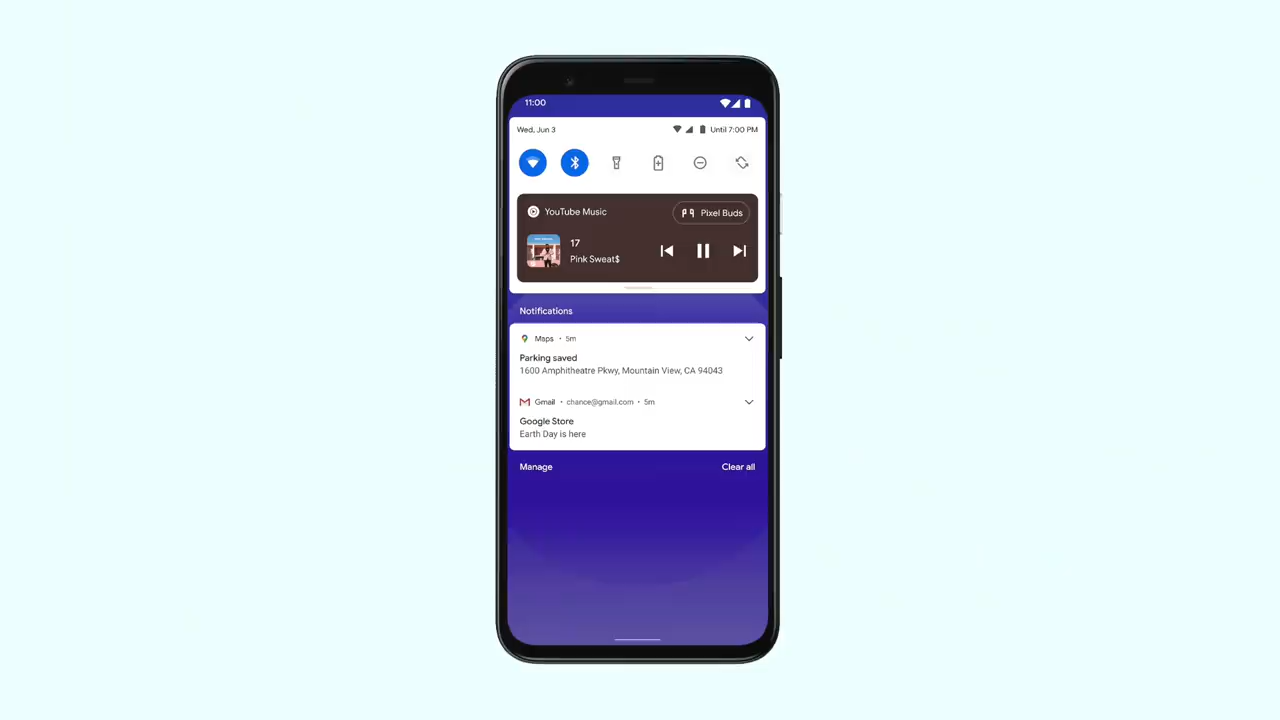 11:00
Wed, Jun 3
Until 7:00 PM
YouTube Music
Pixel Buds
17
Pink Sweat$
Notifications
Maps • 5m
Parking saved
1600 Amphitheatre Pkwy, Mountain View, CA 94043
Gmail • chance@gmail.com • 5m
Google Store
Earth Day is here
Manage
Clear all